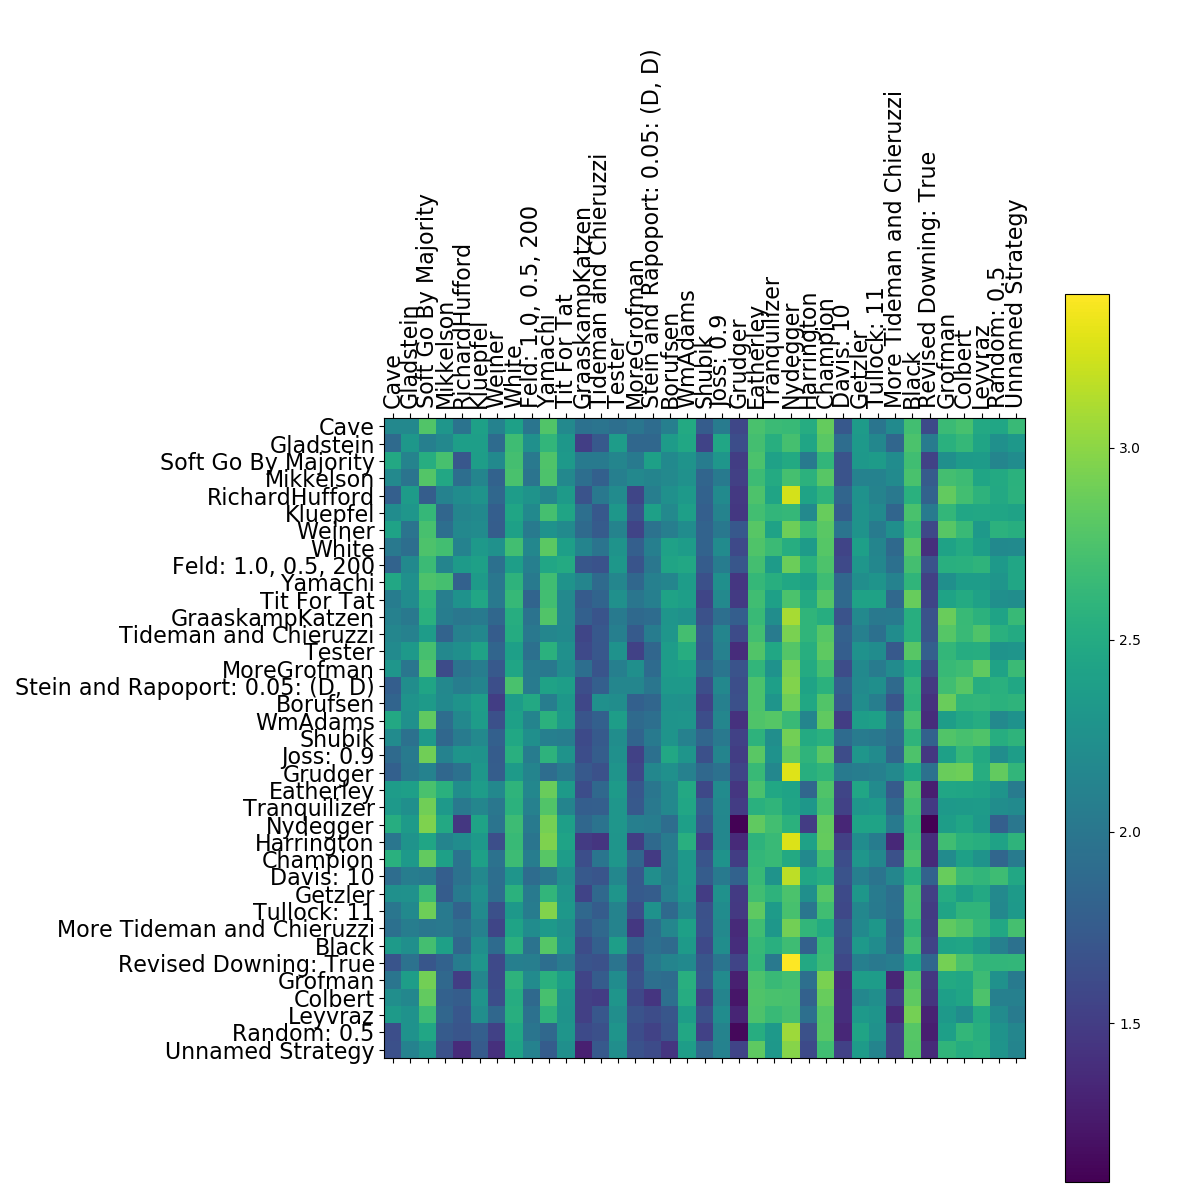 Cave
Gladstein
Soft Go By Majority
Mikkelson
RichardHufford
Kluepfel
Weiner
White
Feld: 1.0, 0.5, 200
Yamachi
Tit For Tat
GraaskampKatzen
Tideman and Chieruzzi
Tester
MoreGrofman
Stein and Rapoport: 0.05: (D, D)
Borufsen
WmAdams
Shubik
Joss: 0.9
Grudger
Eatherley
Tranquilizer
Nydegger
Harrington
Champion
Davis: 10
Getzler
Tullock: 11
More Tideman and Chieruzzi
Black
Revised Downing: True
Grofman
Colbert
Leyvraz
Random: 0.5
Unnamed Strategy
Cave
Gladstein
Soft Go By Majority
Mikkelson
RichardHufford
Kluepfel
Weiner
White
Feld: 1.0, 0.5, 200
Yamachi
Tit For Tat
GraaskampKatzen
Tideman and Chieruzzi
Tester
MoreGrofman
Stein and Rapoport: 0.05: (D, D)
Borufsen
WmAdams
Shubik
Joss: 0.9
Grudger
Eatherley
Tranquilizer
Nydegger
Harrington
Champion
Davis: 10
Getzler
Tullock: 11
More Tideman and Chieruzzi
Black
Revised Downing: True
Grofman
Colbert
Leyvraz
Random: 0.5
Unnamed Strategy
3.0
2.5
2.0
1.5